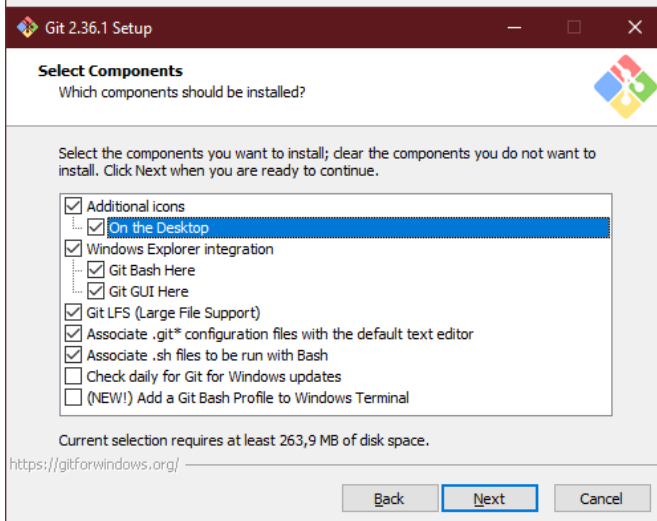 Git 2.36.1 Setup
Select Components
Which components should be installed?
Select the components you want to install; clear the components you do not want to
install. Click Next when you are ready to continue.
Additional icons
On the Desktop
Windows Explorer integration
Git Bash Here
Git GUI Here
Git LFS (Large File Support)
Associate .git* configuration files with the default text editor
Associate .sh files to be run with Bash
Check daily for Git for Windows updates
(NEW!) Add a Git Bash Profile to Windows Terminal
Current selection requires at least 263,9 MB of disk space.
https://gitforwindows.org/
Back Next Cancel